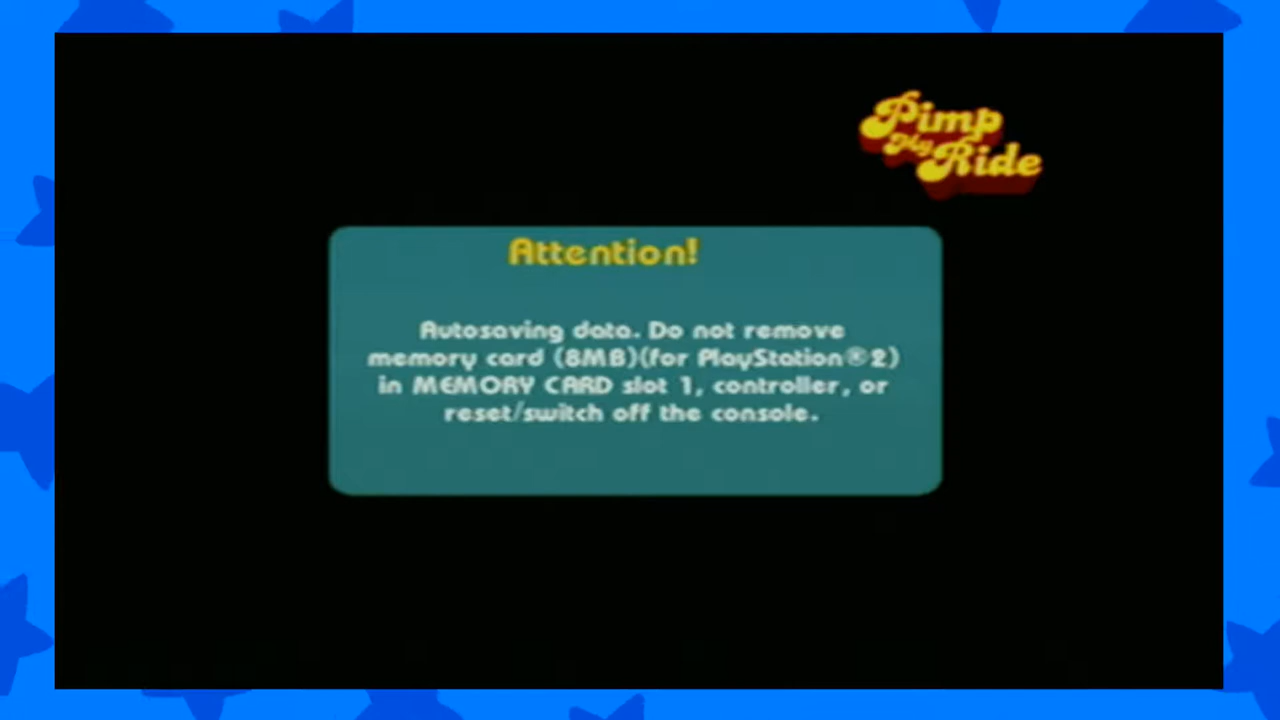 Pimp
My Ride
Attention!
Autosaving data. Do not remove
memory card (8MB)(for PlayStation®2)
in MEMORY CARD slot 1, controller, or
reset/switch off the console.